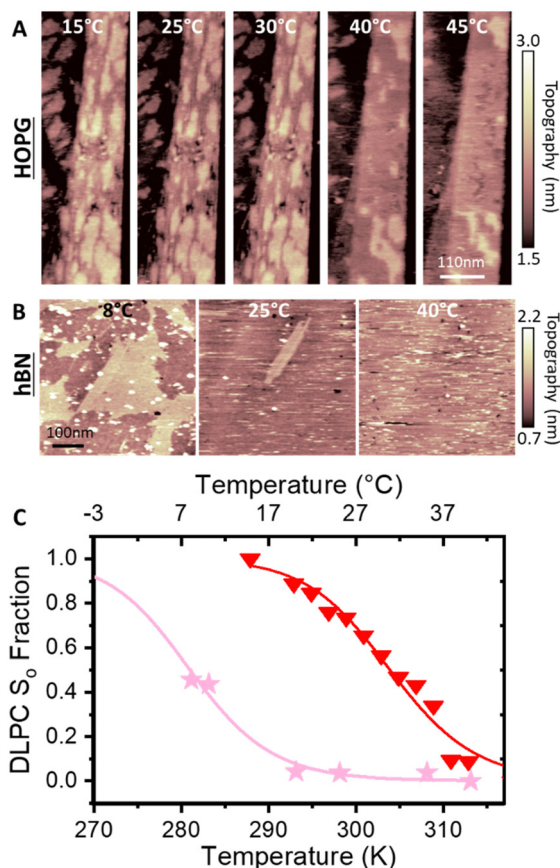 A
15°C 25°C 30°C 40°C 45°C
HOPG
3.0
Topography (nm)
1.5
110nm
B
8°C 25°C 40°C
hBN
2.2
Topography (nm)
0.7
100nm
Temperature (°C)
C
-3 7 17 27 37
1.0
0.8
0.6
0.4
0.2
0.0
DLPC So Fraction
270 280 290 300 310
Temperature (K)